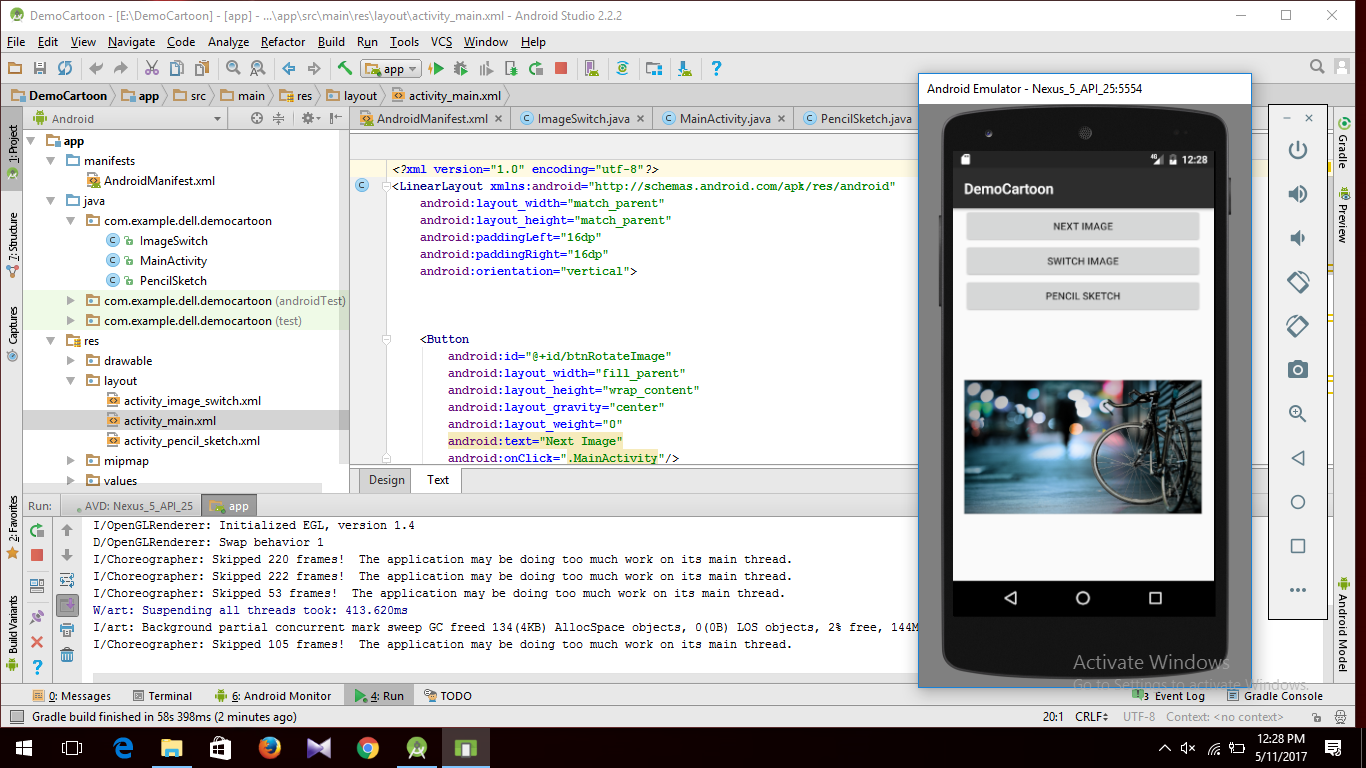 DemoCartoon - [E:\DemoCartoon] - [app] - ...\app\src\main\res\layout\activity_main.xml - Android Studio 2.2.2
File Edit View Navigate Code Analyze Refactor Build Run Tools VCS Window Help
app
DemoCartoon app src main res layout activity_main.xml
Android
AndroidManifest.xml ImageSwitch.java MainActivity.java PencilSketch.java
1: Project
7: Structure
Captures
2: Favorites
Build Variants
app
manifests
AndroidManifest.xml
java
com.example.dell.democartoon
ImageSwitch
MainActivity
PencilSketch
com.example.dell.democartoon (androidTest)
com.example.dell.democartoon (test)
res
drawable
layout
activity_image_switch.xml
activity_main.xml
activity_pencil_sketch.xml
mipmap
values
<?xml version="1.0" encoding="utf-8"?>
<LinearLayout xmlns:android="http://schemas.android.com/apk/res/android"
android:layout_width="match_parent"
android:layout_height="match_parent"
android:paddingLeft="16dp"
android:paddingRight="16dp"
android:orientation="vertical">
<Button
android:id="@+id/btnRotateImage"
android:layout_width="fill_parent"
android:layout_height="wrap_content"
android:layout_gravity="center"
android:layout_weight="0"
android:text="Next Image"
android:onClick=".MainActivity"/>
Design Text
Android Emulator - Nexus_5_API_25:5554
4G 12:28
DemoCartoon
NEXT IMAGE
SWITCH IMAGE
PENCIL SKETCH
Gradle
Preview
Android Model
Run: AVD: Nexus_5_API_25 app
I/OpenGLRenderer: Initialized EGL, version 1.4
D/OpenGLRenderer: Swap behavior 1
I/Choreographer: Skipped 220 frames!  The application may be doing too much work on its main thread.
I/Choreographer: Skipped 222 frames!  The application may be doing too much work on its main thread.
I/Choreographer: Skipped 53 frames!  The application may be doing too much work on its main thread.
W/art: Suspending all threads took: 413.620ms
I/art: Background partial concurrent mark sweep GC freed 134(4KB) AllocSpace objects, 0(0B) LOS objects, 2% free, 144M
I/Choreographer: Skipped 105 frames!  The application may be doing too much work on its main thread.
Activate Windows
Go to Settings to activate Windows.
0: Messages Terminal 6: Android Monitor 4: Run TODO 3 Event Log Gradle Console
Gradle build finished in 58s 398ms (2 minutes ago) 20:1 CRLF UTF-8 Context: <no context>
12:28 PM
5/11/2017